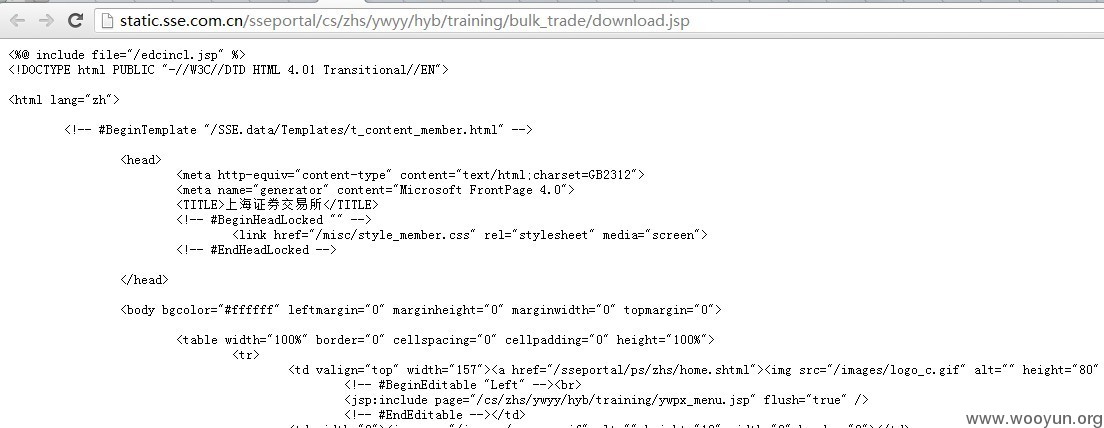 static.sse.com.cn/sseportal/cs/zhs/ywyy/hyb/training/bulk_trade/download.jsp
<%@ include file="/edcincl.jsp" %>
<!DOCTYPE html PUBLIC "-//W3C//DTD HTML 4.01 Transitional//EN">
<html lang="zh">
<!-- #BeginTemplate "/SSE.data/Templates/t_content_member.html" -->
<head>
<meta http-equiv="content-type" content="text/html;charset=GB2312">
<meta name="generator" content="Microsoft FrontPage 4.0">
<TITLE>上海证券交易所</TITLE>
<!-- #BeginHeadLocked "" -->
<link href="/misc/style_member.css" rel="stylesheet" media="screen">
<!-- #EndHeadLocked -->
</head>
<body bgcolor="#ffffff" leftmargin="0" marginheight="0" marginwidth="0" topmargin="0">
<table width="100%" border="0" cellspacing="0" cellpadding="0" height="100%">
<tr>
<td valign="top" width="157"><a href="/sseportal/ps/zhs/home.shtml"><img src="/images/logo_c.gif" alt="" height="80"
<!-- #BeginEditable "Left" --><br>
<jsp:include page="/cs/zhs/ywyy/hyb/training/ywpx_menu.jsp" flush="true" />
<!-- #EndEditable --></td>
www.wooyun.org